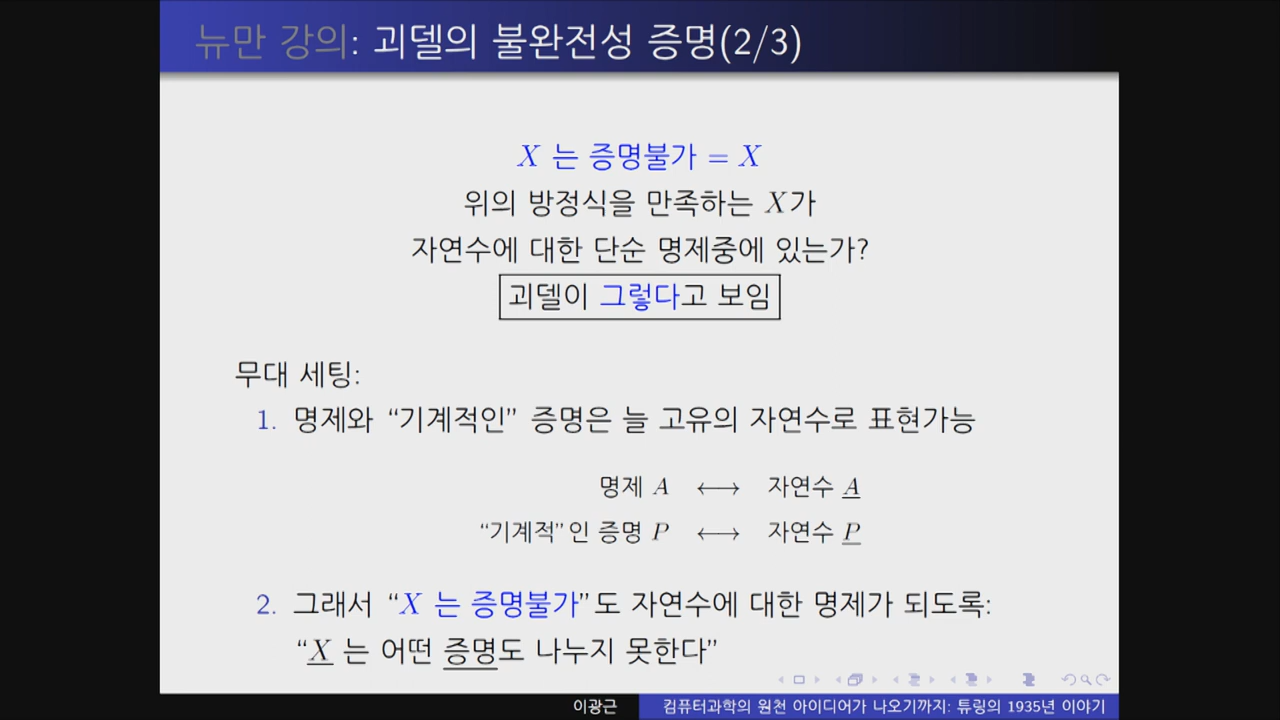 뉴만 강의: 괴델의 불완전성 증명(2/3)
X 는 증명불가 = X
위의 방정식을 만족하는 X가
자연수에 대한 단순 명제중에 있는가?
괴델이 그렇다고 보임
무대 세팅:
1. 명제와 “기계적인” 증명은 늘 고유의 자연수로 표현가능
명제 A ⟷ 자연수 A
“기계적”인 증명 P ⟷ 자연수 P
2. 그래서 “X 는 증명불가”도 자연수에 대한 명제가 되도록:
“X 는 어떤 증명도 나누지 못한다”
이광근 컴퓨터과학의 원천 아이디어가 나오기까지: 튜링의 1935년 이야기